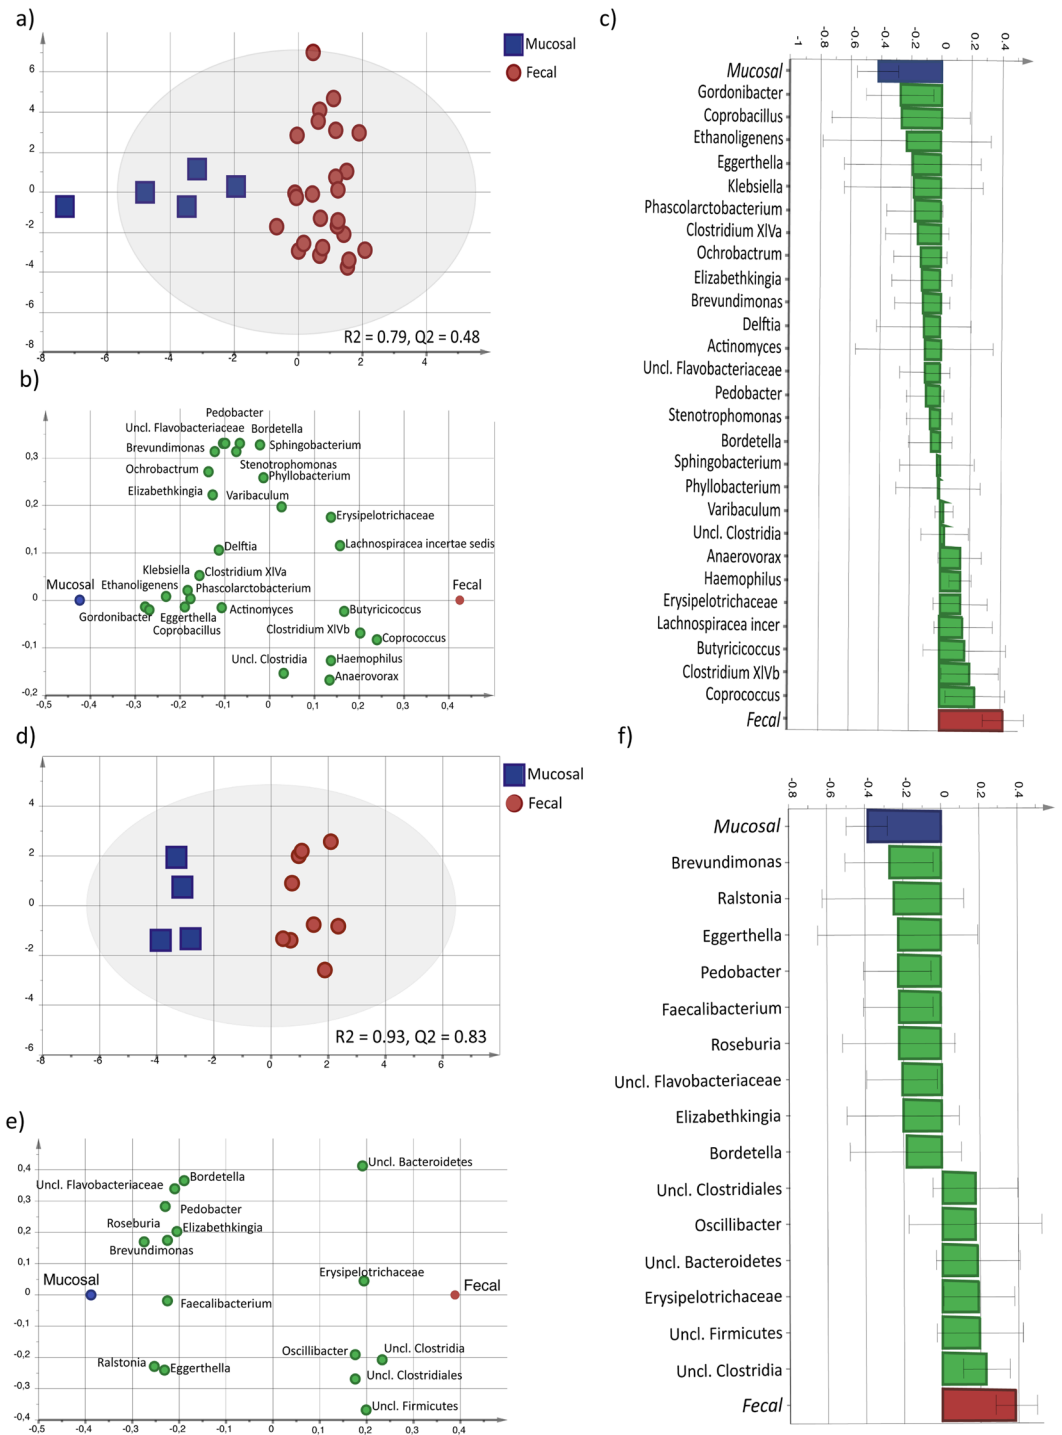 a)
Mucosal
Fecal
6
4
2
0
-2
-4
-6
-8
-8 -6 -4 -2 0 2 4
R2 = 0.79, Q2 = 0.48
b)
Pedobacter
Uncl. Flavobacteriaceae Bordetella
Brevundimonas Sphingobacterium
Ochrobactrum Stenotrophomonas
Phyllobacterium
Elizabethkingia Varibaculum
Erysipelotrichaceae
Delftia Lachnospiracea incertae sedis
Klebsiella Clostridium XlVa
Mucosal Ethanoligenens Phascolarctobacterium Fecal
Gordonibacter Eggerthella Actinomyces Butyricicoccus
Coprobacillus Clostridium XlVb Coprococcus
Uncl. Clostridia Haemophilus
Anaerovorax
0,3
0,2
0,1
0
-0,1
-0,2
-0,5 -0,4 -0,3 -0,2 -0,1 0 0,1 0,2 0,3 0,4
c)
-1 -0.8 -0.6 -0.4 -0.2 0 0.2 0.4
Mucosal
Gordonibacter
Coprobacillus
Ethanoligenens
Eggerthella
Klebsiella
Phascolarctobacterium
Clostridium XlVa
Ochrobactrum
Elizabethkingia
Brevundimonas
Delftia
Actinomyces
Uncl. Flavobacteriaceae
Pedobacter
Stenotrophomonas
Bordetella
Sphingobacterium
Phyllobacterium
Varibaculum
Uncl. Clostridia
Anaerovorax
Haemophilus
Erysipelotrichaceae
Lachnospiracea incer
Butyricicoccus
Clostridium XlVb
Coprococcus
Fecal
d)
Mucosal
Fecal
4
2
0
-2
-4
-6
-8 -6 -4 -2 0 2 4 6
R2 = 0.93, Q2 = 0.83
e)
Uncl. Bacteroidetes
Bordetella
Uncl. Flavobacteriaceae
Pedobacter
Roseburia Elizabethkingia
Brevundimonas
Mucosal Erysipelotrichaceae Fecal
Faecalibacterium
Oscillibacter Uncl. Clostridia
Ralstonia Eggerthella Uncl. Clostridiales
Uncl. Firmicutes
0,4
0,3
0,2
0,1
0
-0,1
-0,2
-0,3
-0,4
-0,5 -0,4 -0,3 -0,2 -0,1 0 0,1 0,2 0,3 0,4
f)
-0.8 -0.6 -0.4 -0.2 0 0.2 0.4
Mucosal
Brevundimonas
Ralstonia
Eggerthella
Pedobacter
Faecalibacterium
Roseburia
Uncl. Flavobacteriaceae
Elizabethkingia
Bordetella
Uncl. Clostridiales
Oscillibacter
Uncl. Bacteroidetes
Erysipelotrichaceae
Uncl. Firmicutes
Uncl. Clostridia
Fecal